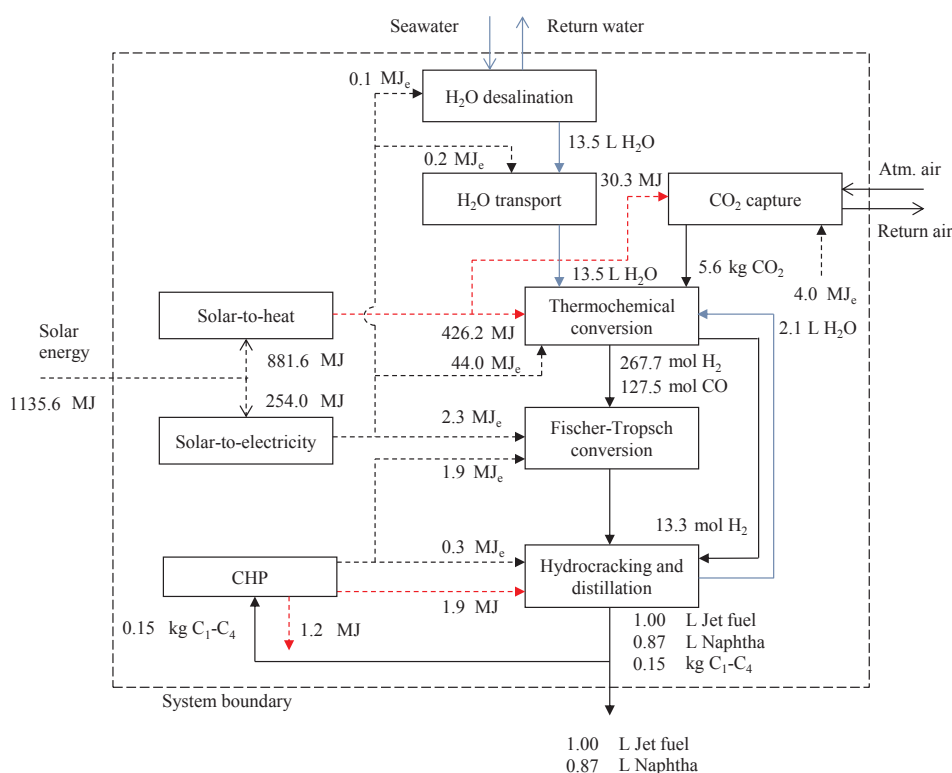 Seawater
Return water
0.1 MJe
H2O desalination
13.5 L H2O
0.2 MJe
30.3 MJ
Atm. air
H2O transport
CO2 capture
Return air
13.5 L H2O
5.6 kg CO2
4.0 MJe
Solar-to-heat
Thermochemical
conversion
2.1 L H2O
Solar
energy
426.2 MJ
881.6 MJ
44.0 MJe
267.7 mol H2
127.5 mol CO
1135.6 MJ
254.0 MJ
Solar-to-electricity
2.3 MJe
Fischer-Tropsch
conversion
1.9 MJe
13.3 mol H2
0.3 MJe
CHP
Hydrocracking and
distillation
1.9 MJ
0.15 kg C1-C4
1.2 MJ
1.00 L Jet fuel
0.87 L Naphtha
0.15 kg C1-C4
System boundary
1.00 L Jet fuel
0.87 L Naphtha